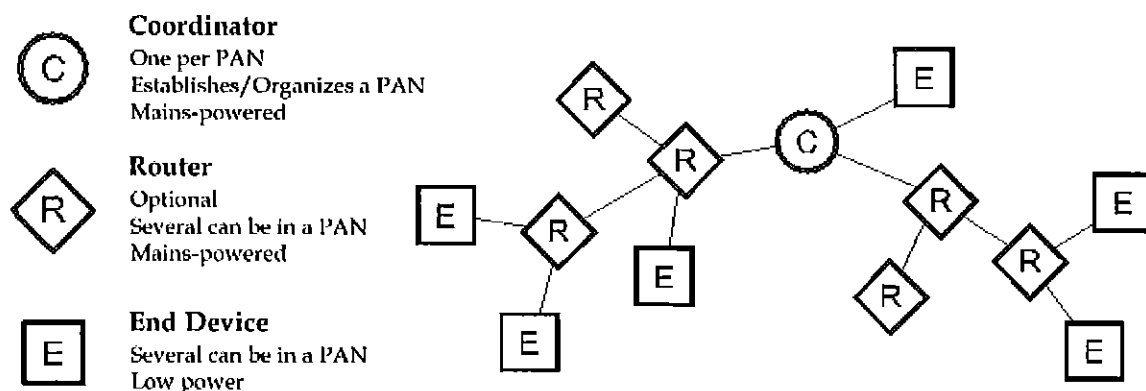 Coordinator
One per PAN
Establishes/Organizes a PAN
Mains-powered
C
Router
Optional
Several can be in a PAN
Mains-powered
R
End Device
Several can be in a PAN
Low power
E
E
R
C
R
E
R
E
R
R
E
R
E
E
E